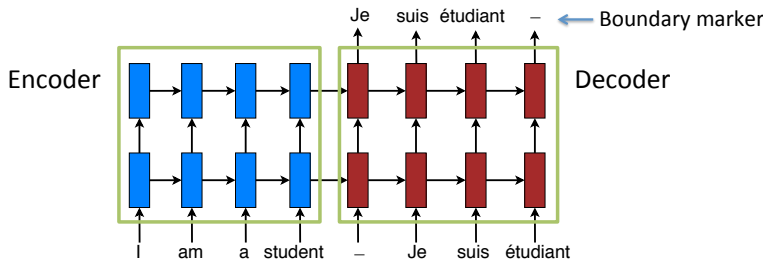 Je suis étudiant –
Boundary marker
Encoder
Decoder
I am a student – Je suis étudiant